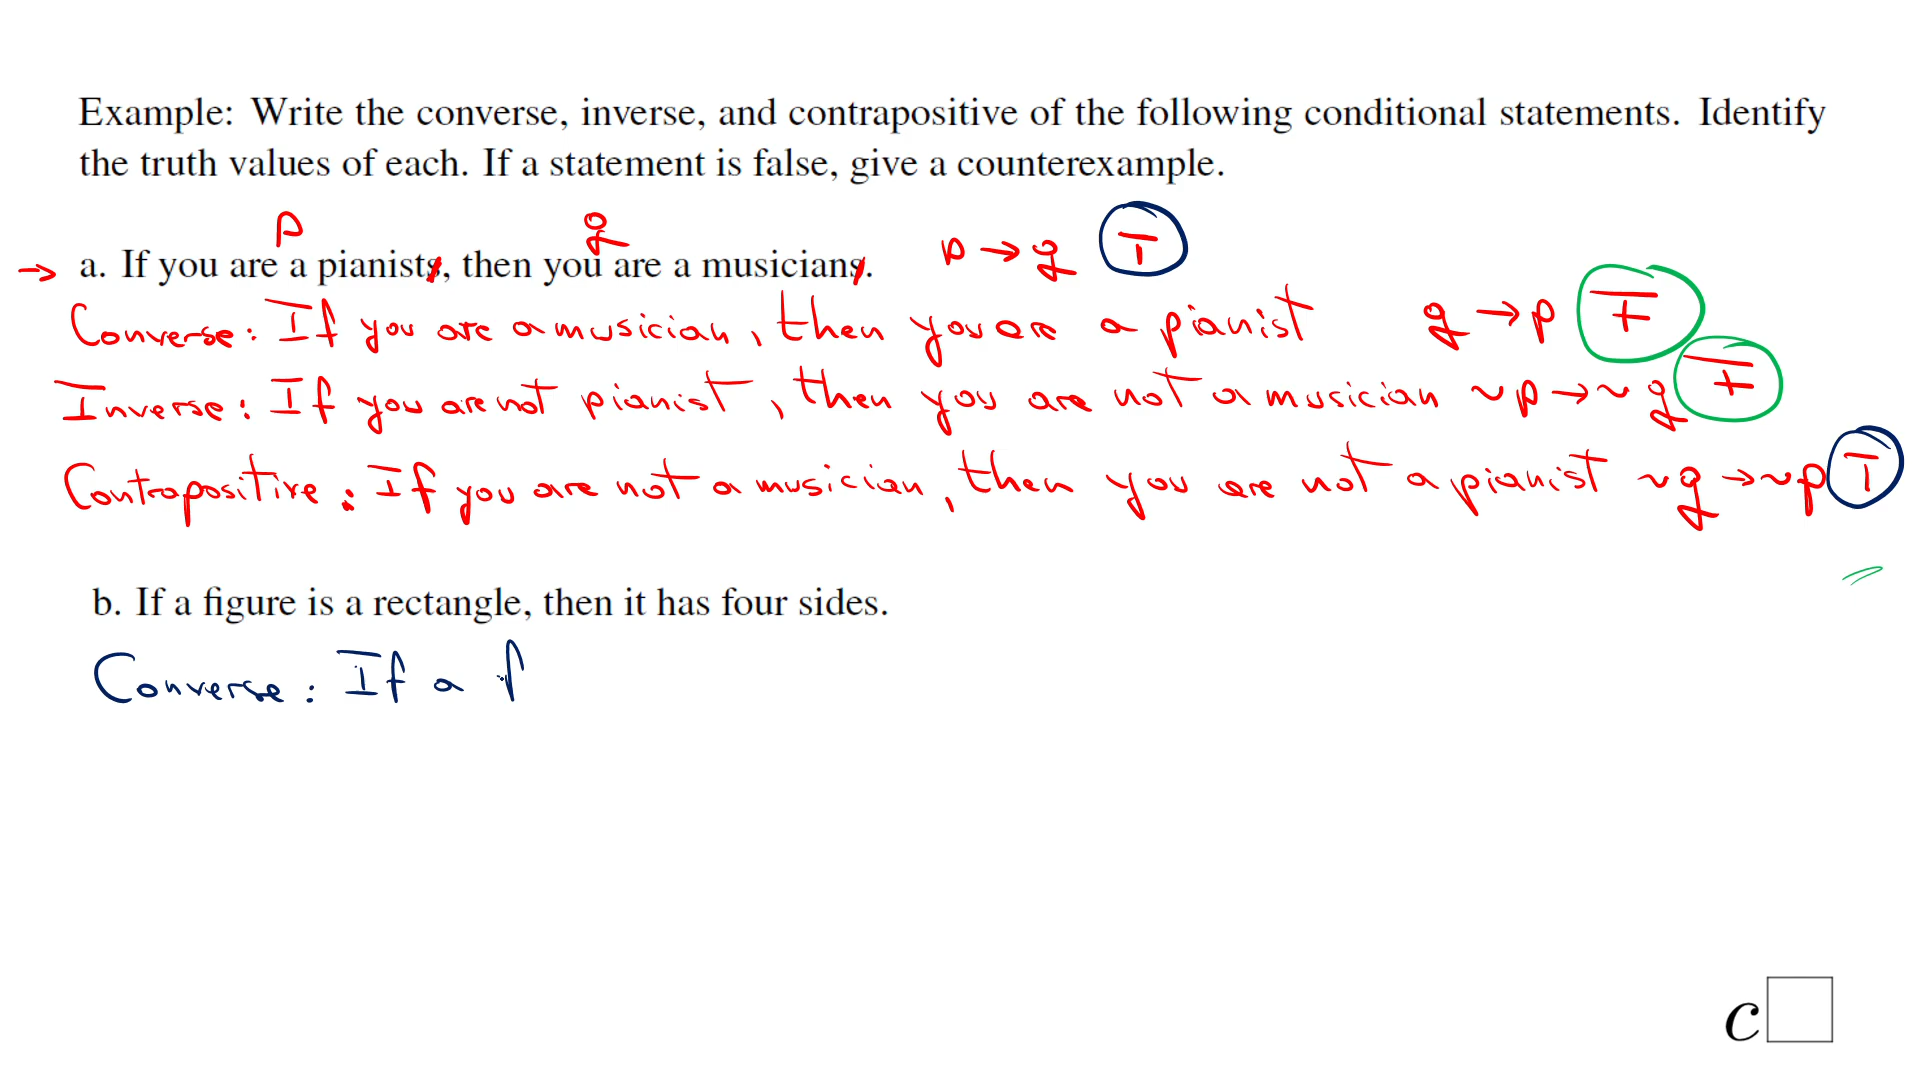 Example: Write the converse, inverse, and contrapositive of the following conditional statements. Identify
the truth values of each. If a statement is false, give a counterexample.
p q
→ a. If you are a pianists, then you are a musicians. p → q T
Converse: If you are a musician, then you are a pianist q → p F
Inverse: If you are not pianist, then you are not a musician ~p → ~q F
Contrapositive: If you are not a musician, then you are not a pianist ~q → ~p T
b. If a figure is a rectangle, then it has four sides.
Converse: If a f
c